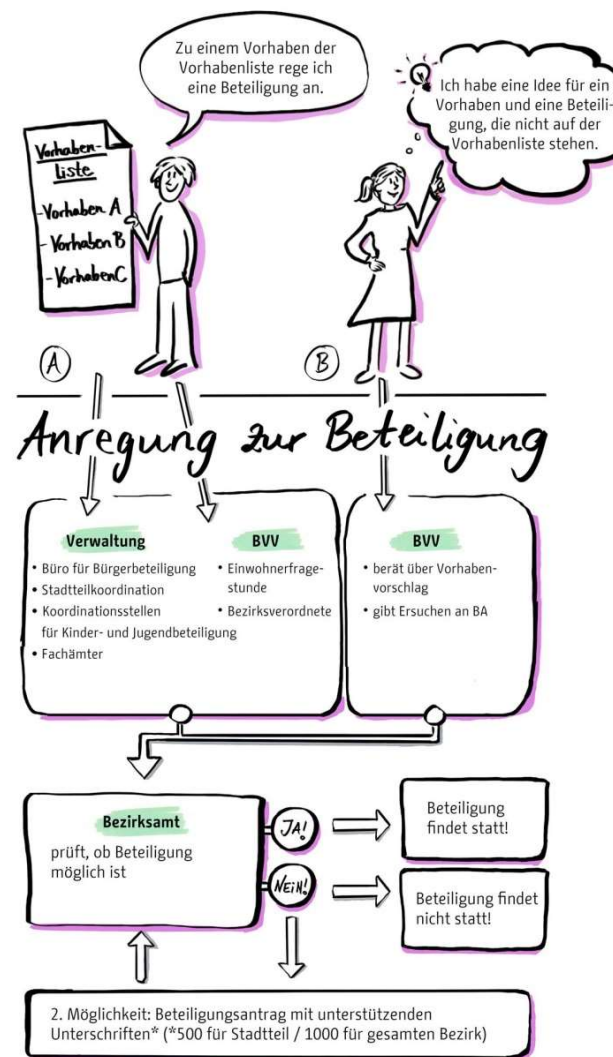 Zu einem Vorhaben der
Vorhabenliste rege ich
eine Beteiligung an.
Ich habe eine Idee für ein
Vorhaben und eine Beteili-
gung, die nicht auf der
Vorhabenliste stehen.
Vorhaben-
liste
-Vorhaben A
- Vorhaben B
- Vorhaben C
A
B
Anregung zur Beteiligung
Verwaltung
• Büro für Bürgerbeteiligung
• Stadtteilkoordination
• Koordinationsstellen
für Kinder- und Jugendbeteiligung
• Fachämter
BVV
• Einwohnerfrage-
stunde
• Bezirksverordnete
BVV
• berät über Vorhaben-
vorschlag
• gibt Ersuchen an BA
Bezirksamt
prüft, ob Beteiligung
möglich ist
JA!
Beteiligung
findet statt!
NEIN!
Beteiligung findet
nicht statt!
2. Möglichkeit: Beteiligungsantrag mit unterstützenden
Unterschriften* (*500 für Stadtteil / 1000 für gesamten Bezirk)